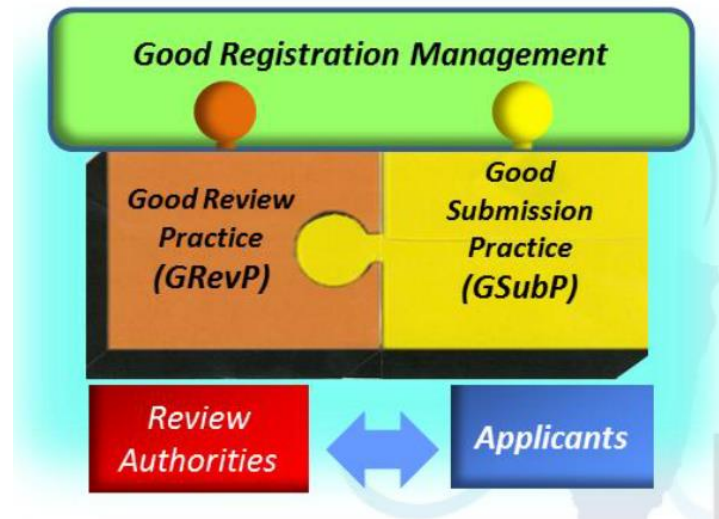 Good Registration Management
Good Review
Practice
(GRevP)
Good
Submission
Practice
(GSubP)
Review
Authorities
Applicants